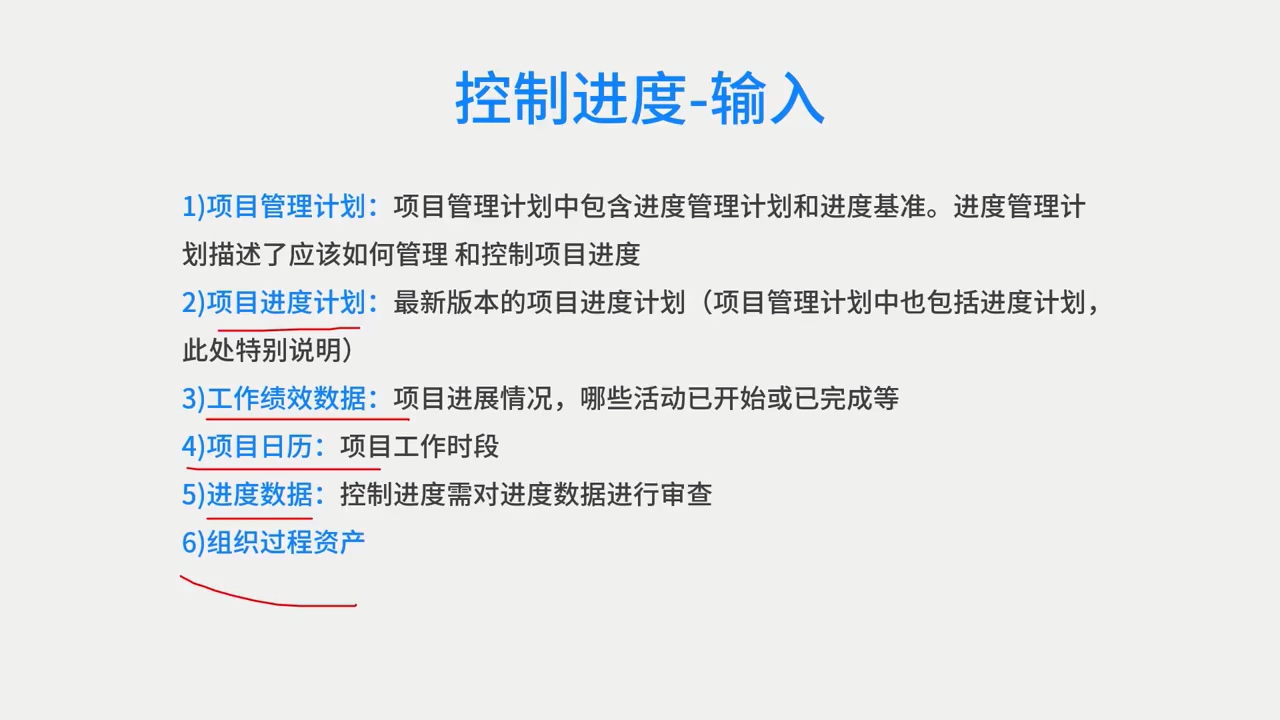 控制进度-输入
1)项目管理计划：项目管理计划中包含进度管理计划和进度基准。进度管理计
划描述了应该如何管理 和控制项目进度
2)项目进度计划：最新版本的项目进度计划（项目管理计划中也包括进度计划，
此处特别说明）
3)工作绩效数据：项目进展情况，哪些活动已开始或已完成等
4)项目日历：项目工作时段
5)进度数据：控制进度需对进度数据进行审查
6)组织过程资产